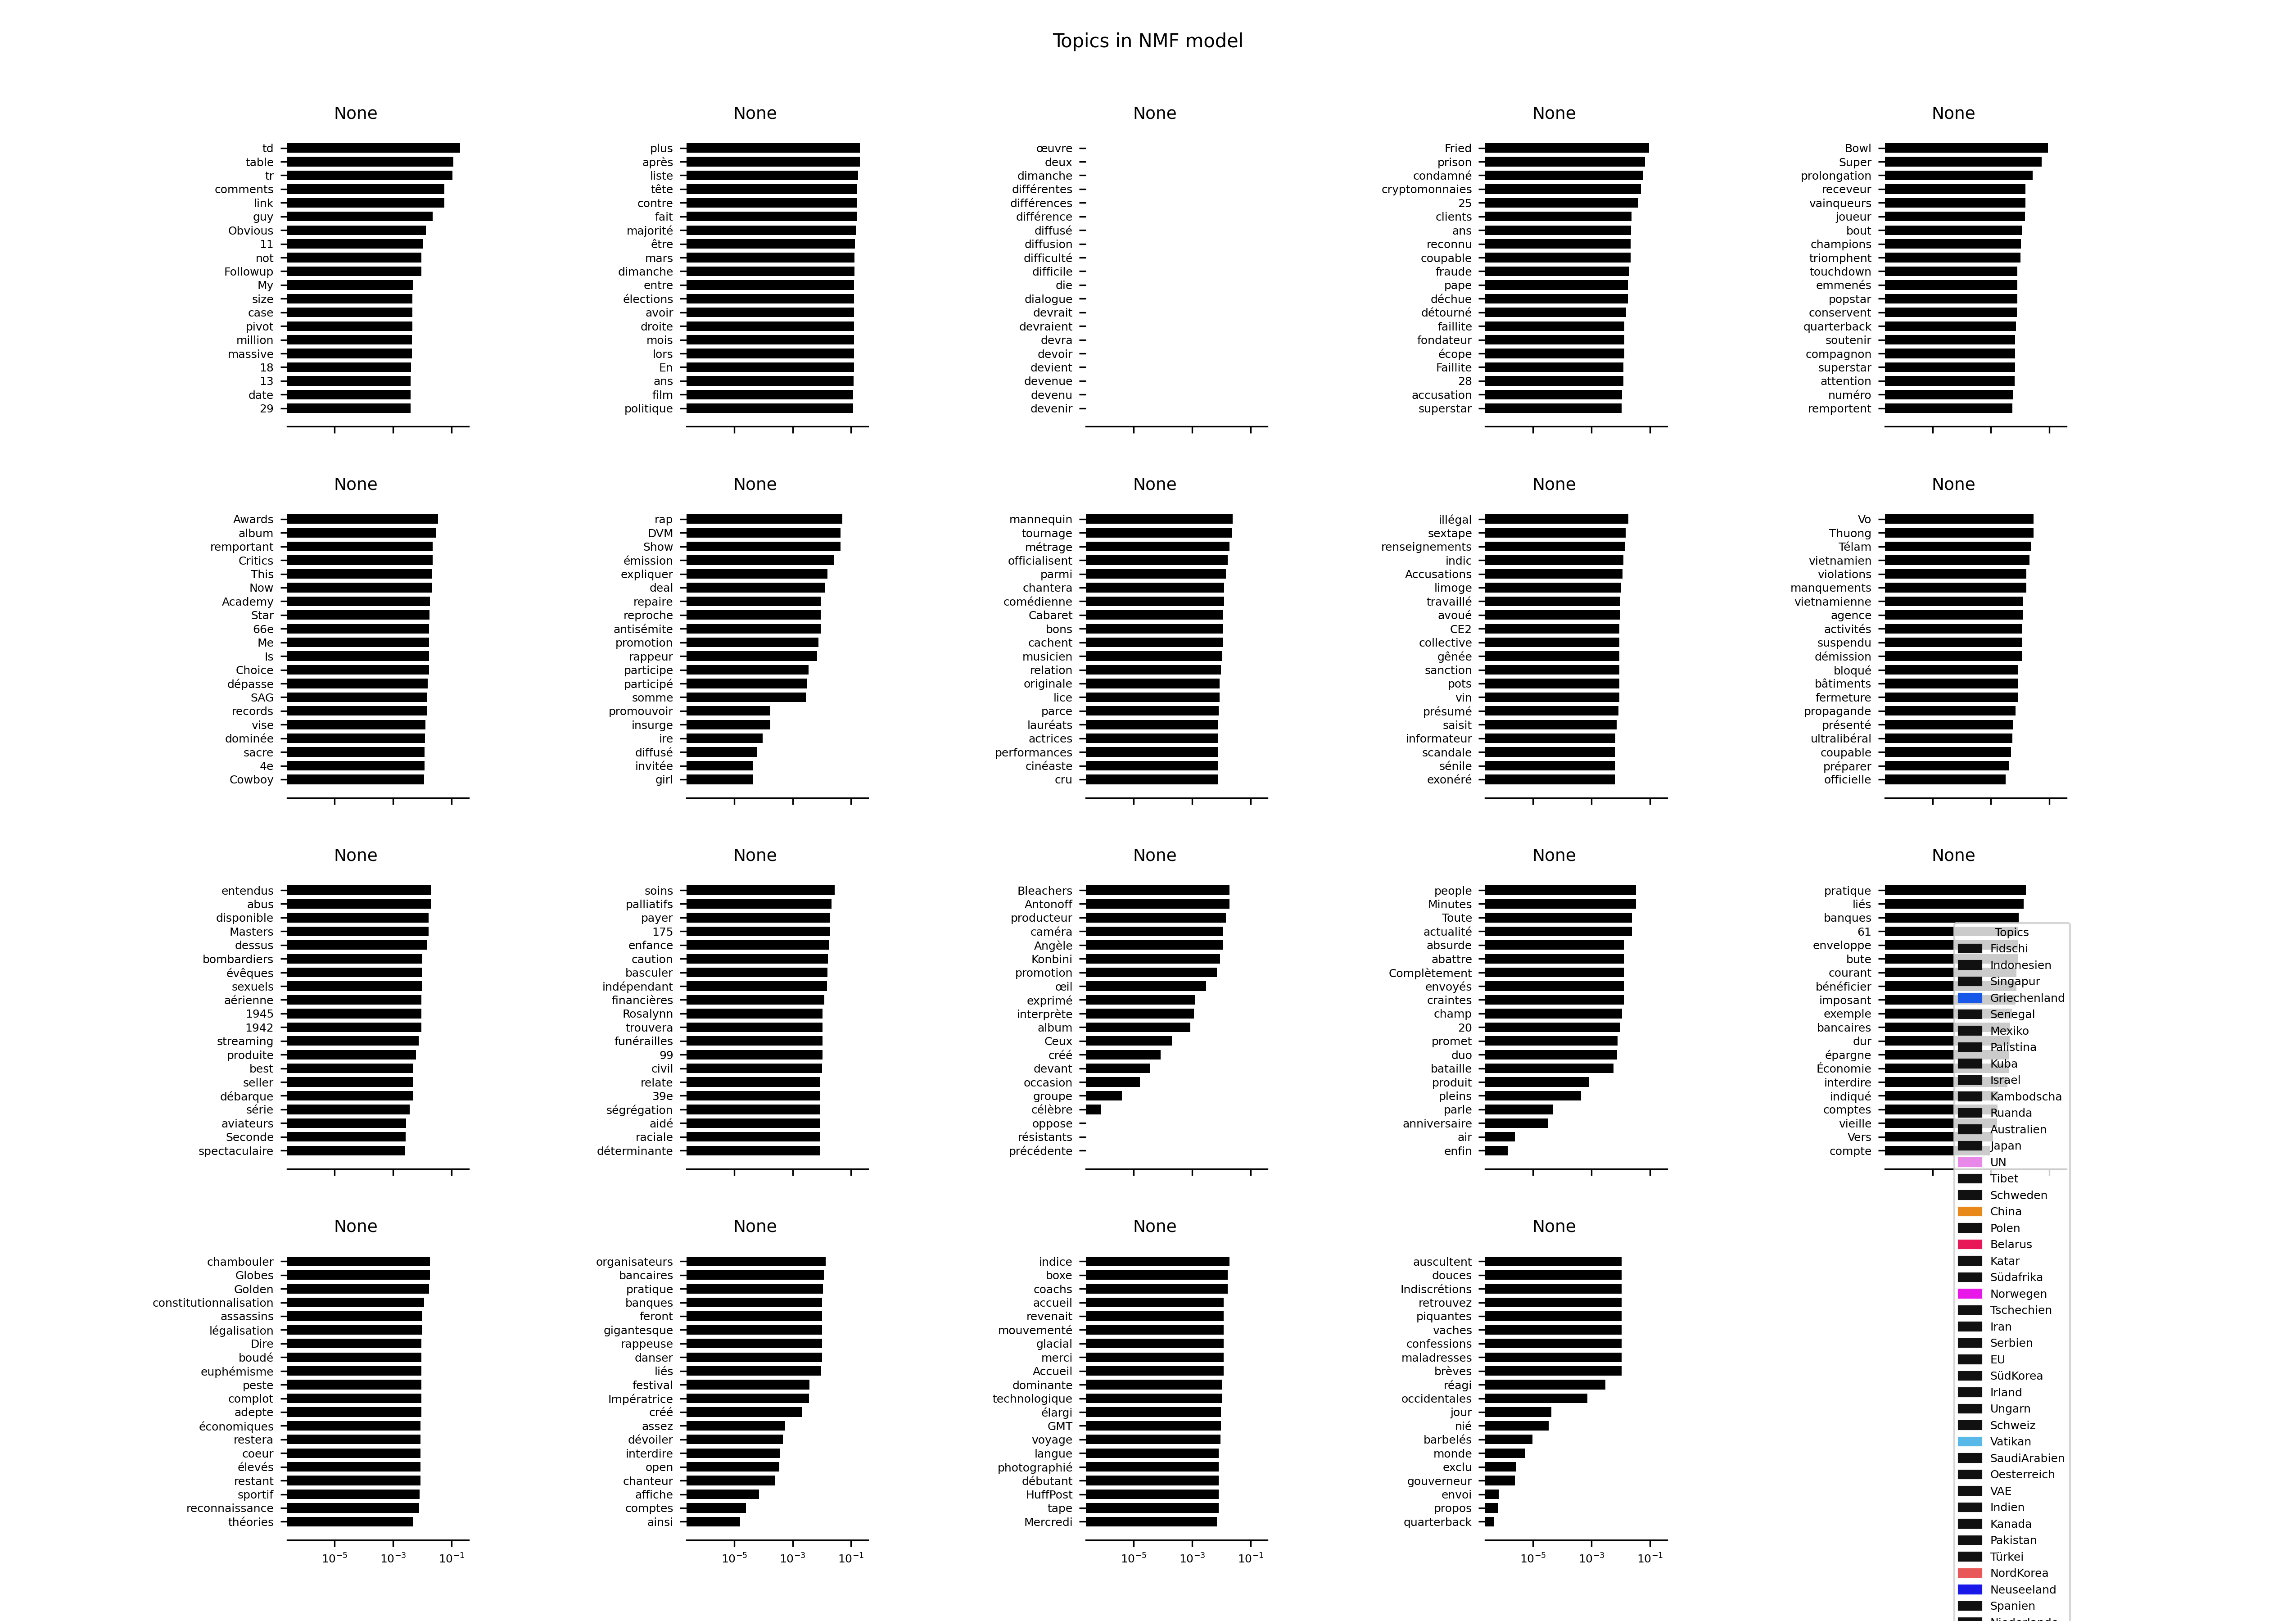 Topics in NMF model
None
td
table
tr
comments
link
guy
Obvious
11
not
Followup
My
size
case
pivot
million
massive
18
13
date
29
None
plus
après
liste
tête
contre
fait
majorité
être
mars
dimanche
entre
élections
avoir
droite
mois
lors
En
ans
film
politique
None
œuvre
deux
dimanche
différentes
différences
différence
diffusé
diffusion
difficulté
difficile
die
dialogue
devrait
devraient
devra
devoir
devient
devenue
devenu
devenir
None
Fried
prison
condamné
cryptomonnaies
25
clients
ans
reconnu
coupable
fraude
pape
déchue
détourné
faillite
fondateur
écope
Faillite
28
accusation
superstar
None
Bowl
Super
prolongation
receveur
vainqueurs
joueur
bout
champions
triomphent
touchdown
emmenés
popstar
conservent
quarterback
soutenir
compagnon
superstar
attention
numéro
remportent
None
Awards
album
remportant
Critics
This
Now
Academy
Star
66e
Me
Is
Choice
dépasse
SAG
records
vise
dominée
sacre
4e
Cowboy
None
rap
DVM
Show
émission
expliquer
deal
repaire
reproche
antisémite
promotion
rappeur
participe
participé
somme
promouvoir
insurge
ire
diffusé
invitée
girl
None
mannequin
tournage
métrage
officialisent
parmi
chantera
comédienne
Cabaret
bons
cachent
musicien
relation
originale
lice
parce
lauréats
actrices
performances
cinéaste
cru
None
illégal
sextape
renseignements
indic
Accusations
limoge
travaillé
avoué
CE2
collective
gênée
sanction
pots
vin
présumé
saisit
informateur
scandale
sénile
exonéré
None
Vo
Thuong
Télam
vietnamien
violations
manquements
vietnamienne
agence
activités
suspendu
démission
bloqué
bâtiments
fermeture
propagande
présenté
ultralibéral
coupable
préparer
officielle
None
entendus
abus
disponible
Masters
dessus
bombardiers
évêques
sexuels
aérienne
1945
1942
streaming
produite
best
seller
débarque
série
aviateurs
Seconde
spectaculaire
None
soins
palliatifs
payer
175
enfance
caution
basculer
indépendant
financières
Rosalynn
trouvera
funérailles
99
civil
relate
39e
ségrégation
aidé
raciale
déterminante
None
Bleachers
Antonoff
producteur
caméra
Angèle
Konbini
promotion
œil
exprimé
interprète
album
Ceux
créé
devant
occasion
groupe
célèbre
oppose
résistants
précédente
None
people
Minutes
Toute
actualité
absurde
abattre
Complètement
envoyés
craintes
champ
20
promet
duo
bataille
produit
pleins
parle
anniversaire
air
enfin
None
pratique
liés
banques
61
enveloppe
bute
courant
bénéficier
imposant
exemple
bancaires
dur
épargne
Économie
interdire
indiqué
comptes
vieille
Vers
compte
None
chambouler
Globes
Golden
constitutionnalisation
assassins
légalisation
Dire
boudé
euphémisme
peste
complot
adepte
économiques
restera
coeur
élevés
restant
sportif
reconnaissance
théories
10⁻⁵ 10⁻³ 10⁻¹
None
organisateurs
bancaires
pratique
banques
feront
gigantesque
rappeuse
danser
liés
festival
Impératrice
créé
assez
dévoiler
interdire
open
chanteur
affiche
comptes
ainsi
10⁻⁵ 10⁻³ 10⁻¹
None
indice
boxe
coachs
accueil
revenait
mouvementé
glacial
merci
Accueil
dominante
technologique
élargi
GMT
voyage
langue
photographié
débutant
HuffPost
tape
Mercredi
10⁻⁵ 10⁻³ 10⁻¹
None
auscultent
douces
Indiscrétions
retrouvez
piquantes
vaches
confessions
maladresses
brèves
réagi
occidentales
jour
nié
barbelés
monde
exclu
gouverneur
envoi
propos
quarterback
10⁻⁵ 10⁻³ 10⁻¹
Topics
Fidschi
Indonesien
Singapur
Griechenland
Senegal
Mexiko
Palistina
Kuba
Israel
Kambodscha
Ruanda
Australien
Japan
UN
Tibet
Schweden
China
Polen
Belarus
Katar
Südafrika
Norwegen
Tschechien
Iran
Serbien
EU
SüdKorea
Irland
Ungarn
Schweiz
Vatikan
SaudiArabien
Oesterreich
VAE
Indien
Kanada
Pakistan
Türkei
NordKorea
Neuseeland
Spanien